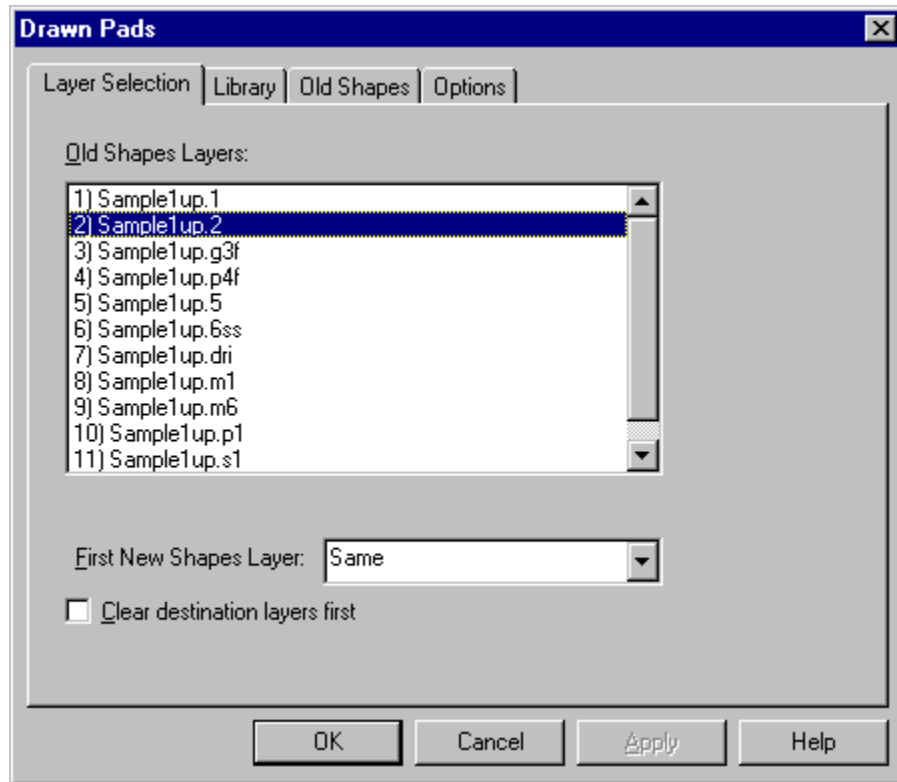 Drawn Pads
Layer Selection Library Old Shapes Options
Old Shapes Layers:
1) Sample1up.1
2) Sample1up.2
3) Sample1up.g3f
4) Sample1up.p4f
5) Sample1up.5
6) Sample1up.6ss
7) Sample1up.dri
8) Sample1up.m1
9) Sample1up.m6
10) Sample1up.p1
11) Sample1up.s1
First New Shapes Layer: Same
Clear destination layers first
OK Cancel Apply Help